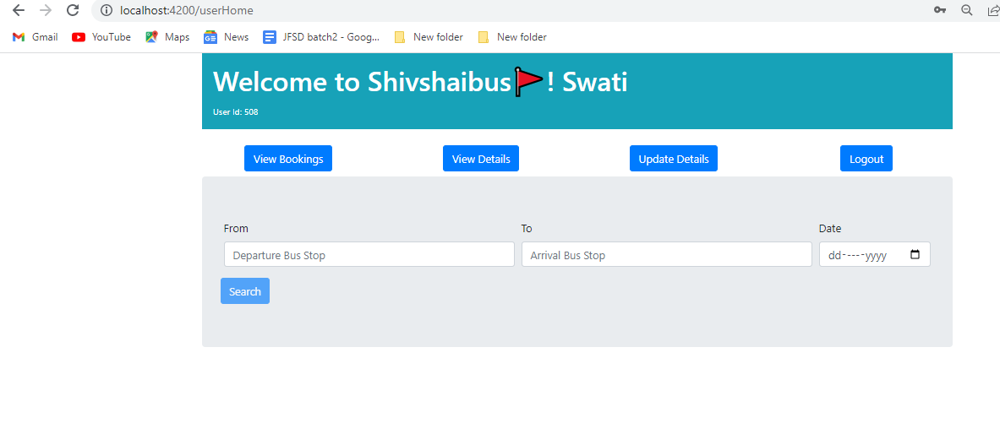 localhost:4200/userHome
Gmail YouTube Maps News JFSD batch2 - Goog... New folder New folder
Welcome to Shivshaibus🚩! Swati
User Id: 508
View Bookings View Details Update Details Logout
From To Date
Departure Bus Stop Arrival Bus Stop dd-----yyyy
Search